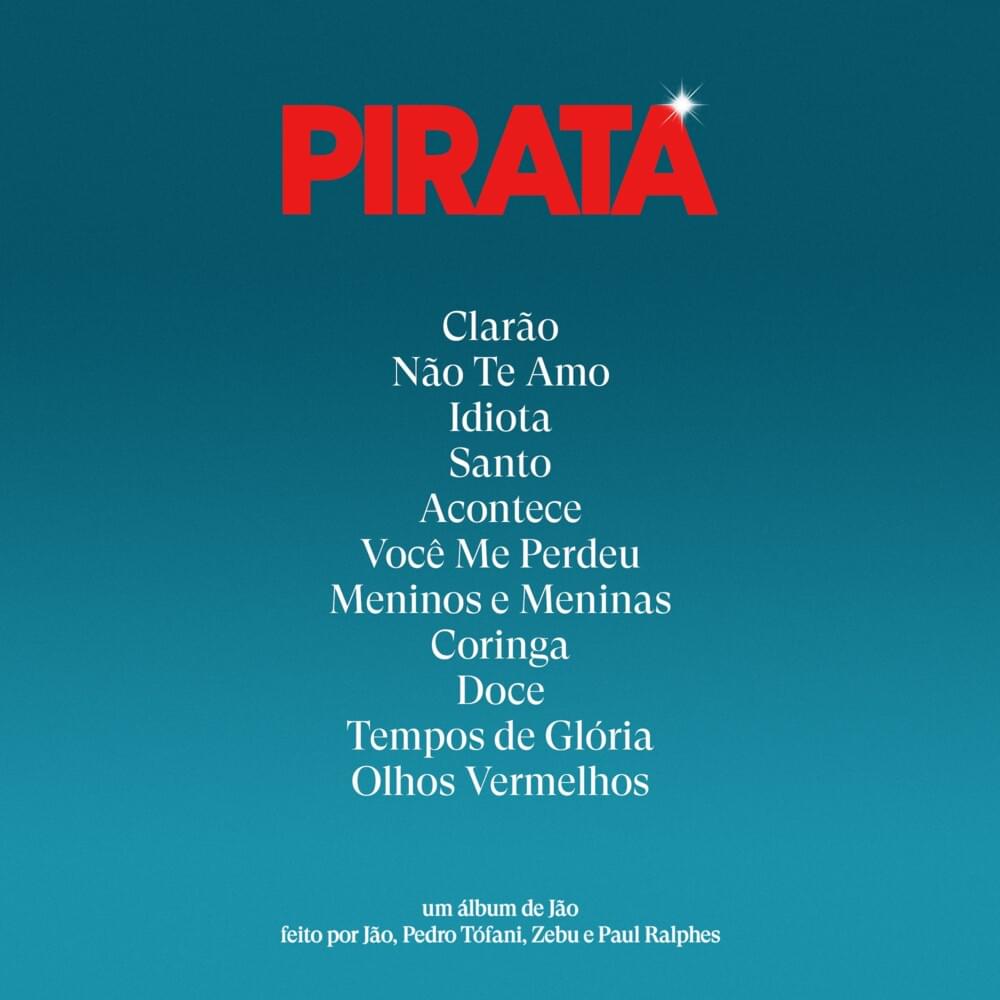 PIRATA
Clarão
Não Te Amo
Idiota
Santo
Acontece
Você Me Perdeu
Meninos e Meninas
Coringa
Doce
Tempos de Glória
Olhos Vermelhos
um álbum de Jão
feito por Jão, Pedro Tófani, Zebu e Paul Ralphes